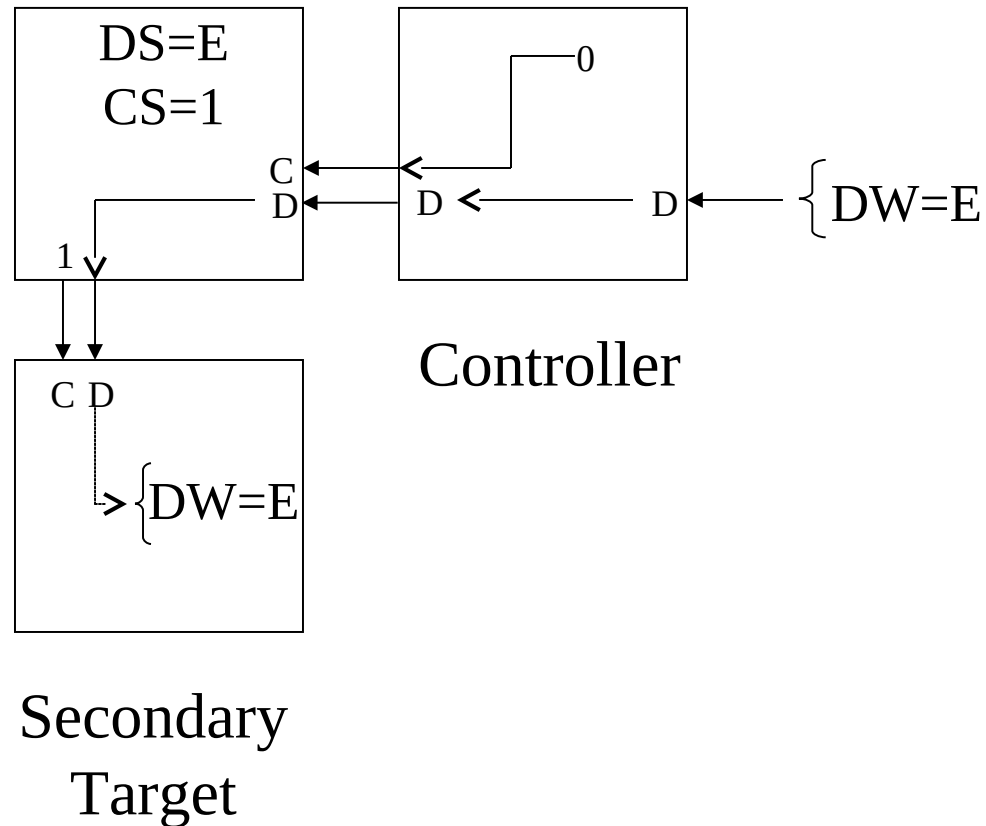 DS=E
CS=1
0
C
D
D
D
DW=E
1
Controller
C D
DW=E
Secondary
Target